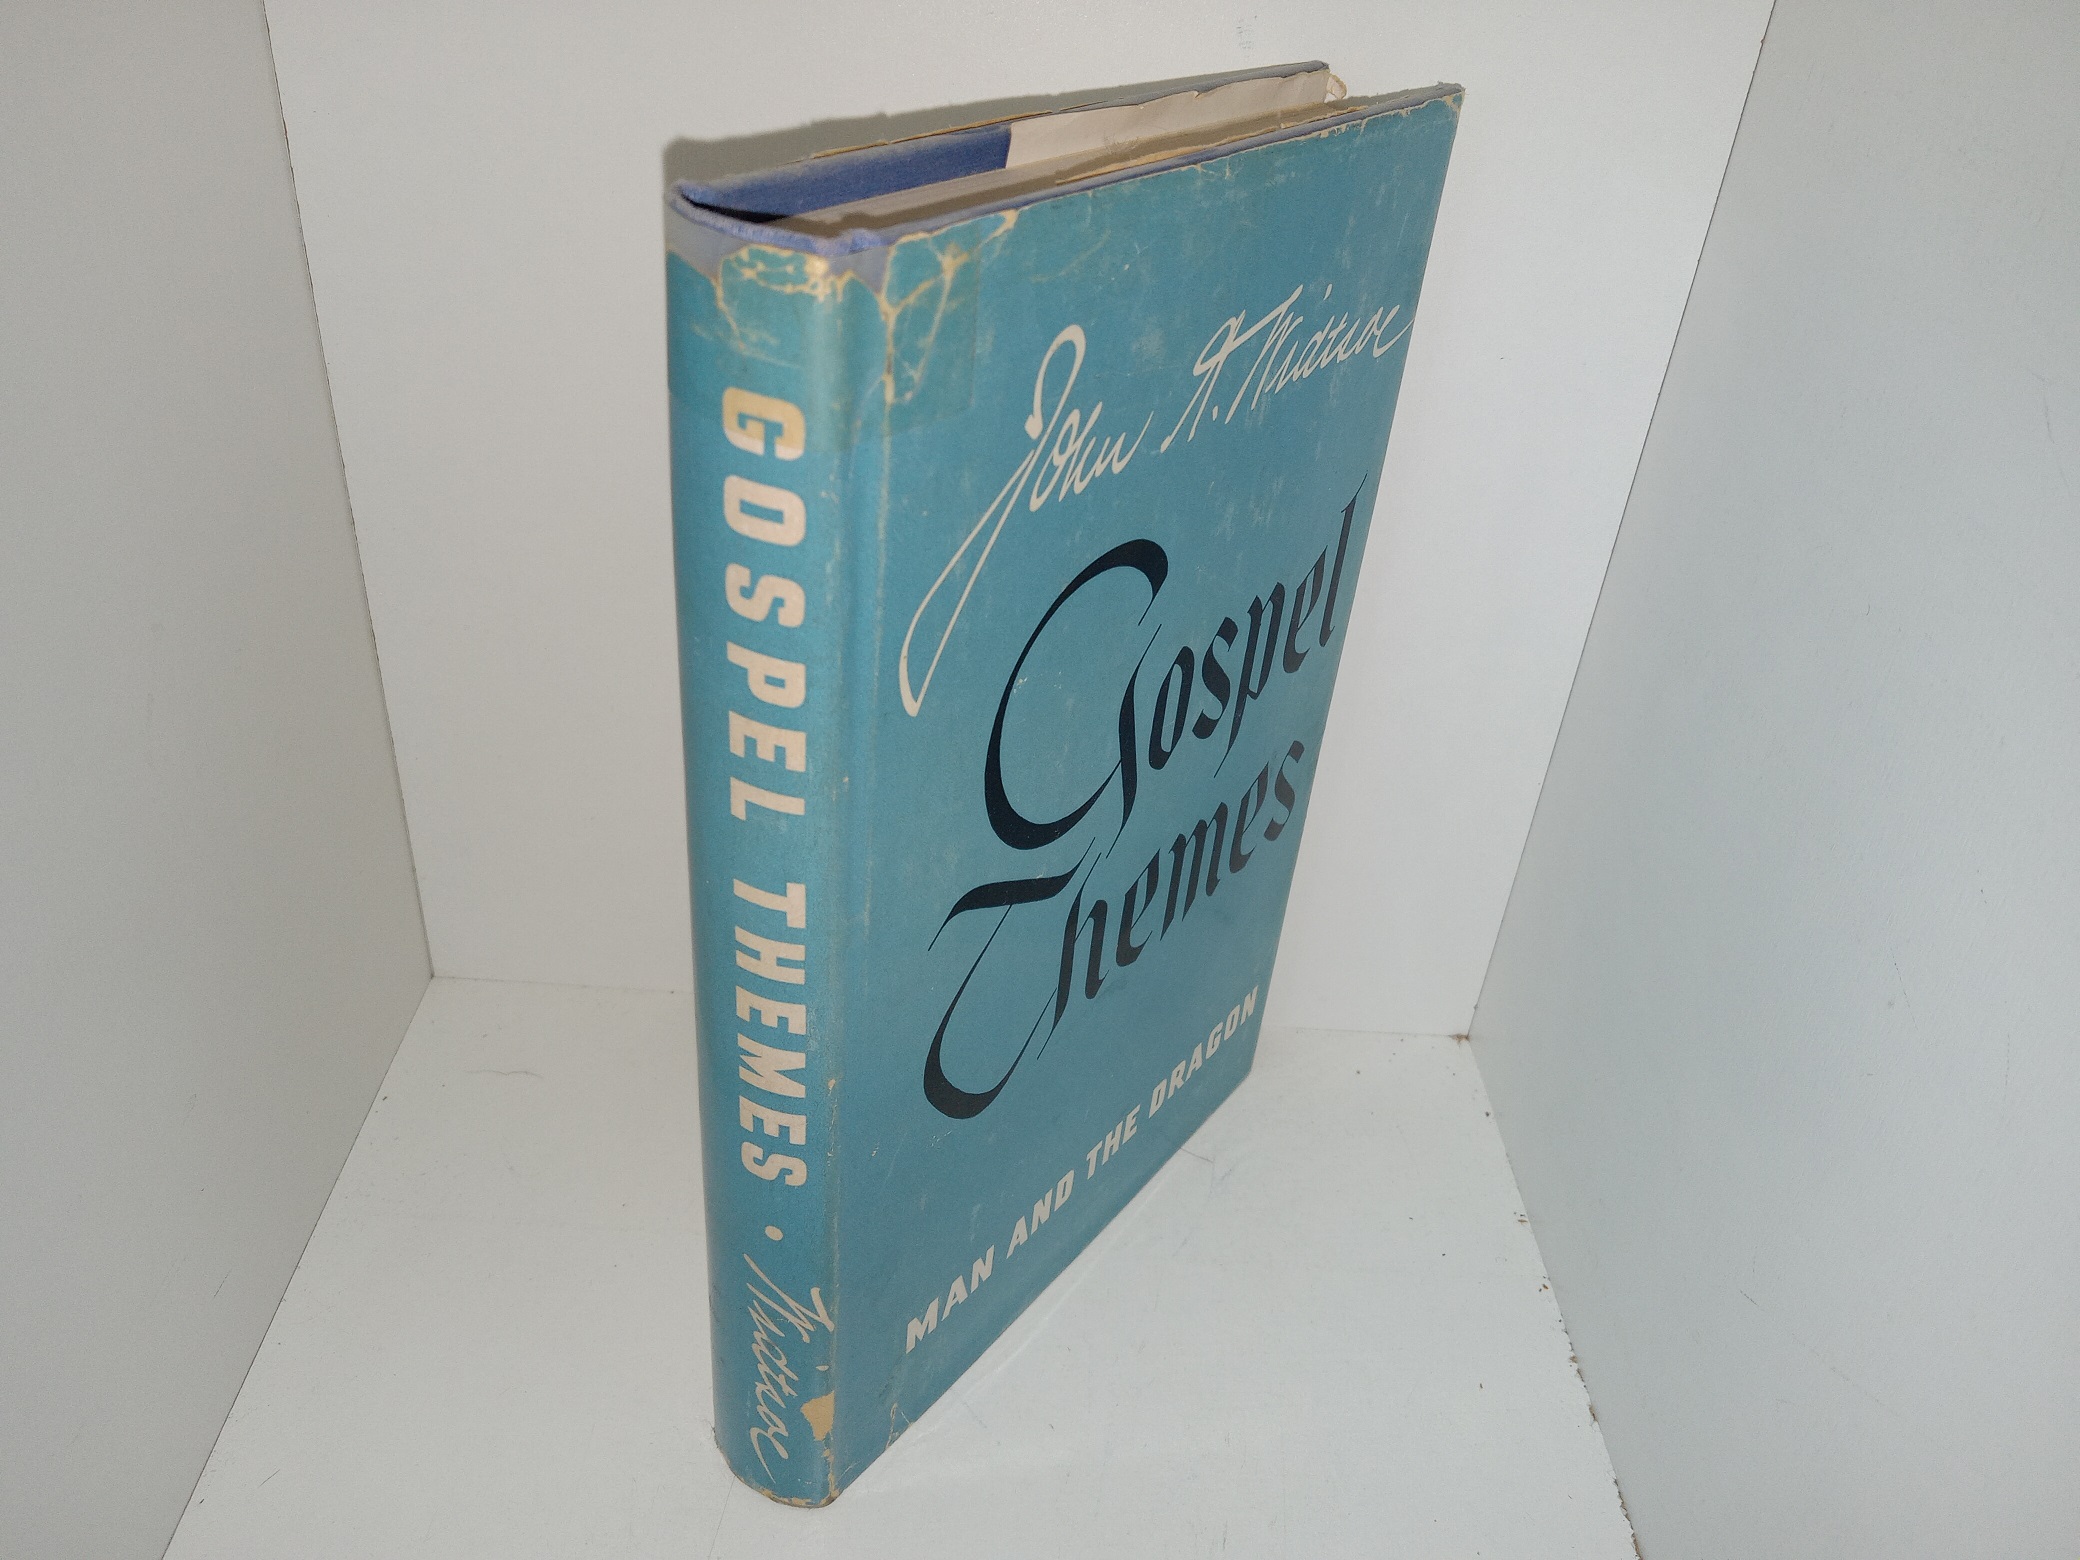 GOSPEL THEMES • Widtsoe
John A. Widtsoe
Gospel
Themes
MAN AND THE DRAGON